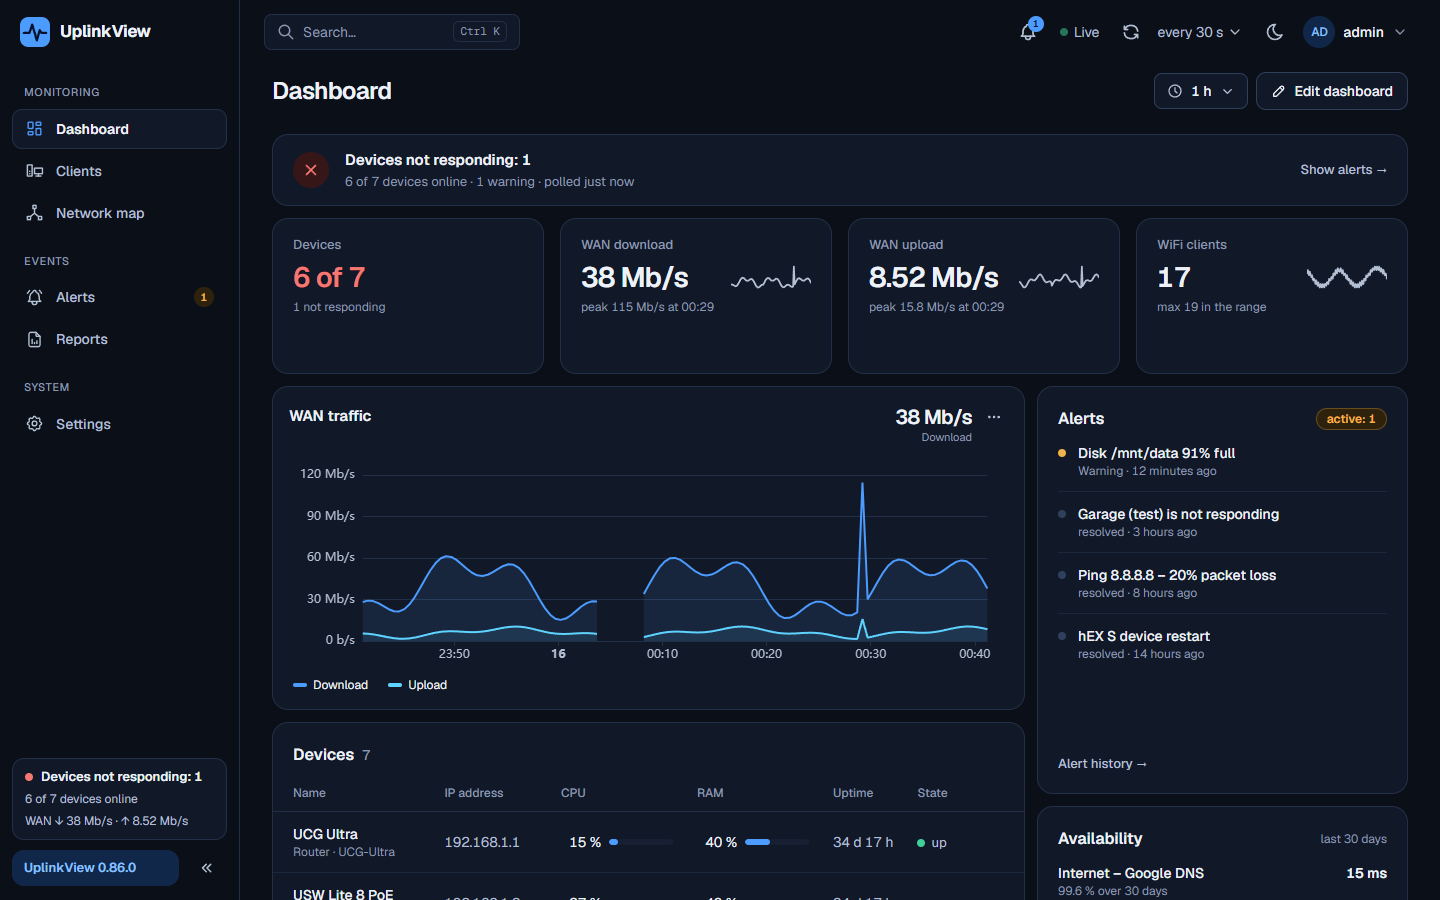 UplinkView
Search...
Ctrl K
1
Live
every 30 s
AD
admin
MONITORING
Dashboard
Clients
Network map
EVENTS
Alerts
1
Reports
SYSTEM
Settings
Devices not responding: 1
6 of 7 devices online
WAN ↓ 38 Mb/s · ↑ 8.52 Mb/s
UplinkView 0.86.0
Dashboard
1 h
Edit dashboard
Devices not responding: 1
6 of 7 devices online · 1 warning · polled just now
Show alerts →
Devices
6 of 7
1 not responding
WAN download
38 Mb/s
peak 115 Mb/s at 00:29
WAN upload
8.52 Mb/s
peak 15.8 Mb/s at 00:29
WiFi clients
17
max 19 in the range
WAN traffic
38 Mb/s
Download
120 Mb/s
90 Mb/s
60 Mb/s
30 Mb/s
0 b/s
23:50 16 00:10 00:20 00:30 00:40
Download Upload
Alerts
active: 1
Disk /mnt/data 91% full
Warning · 12 minutes ago
Garage (test) is not responding
resolved · 3 hours ago
Ping 8.8.8.8 – 20% packet loss
resolved · 8 hours ago
hEX S device restart
resolved · 14 hours ago
Alert history →
Devices 7
Name IP address CPU RAM Uptime State
UCG Ultra
Router · UCG-Ultra
192.168.1.1 15 % 40 % 34 d 17 h up
USW Lite 8 PoE
Availability
last 30 days
Internet – Google DNS
15 ms
99.6 % over 30 days